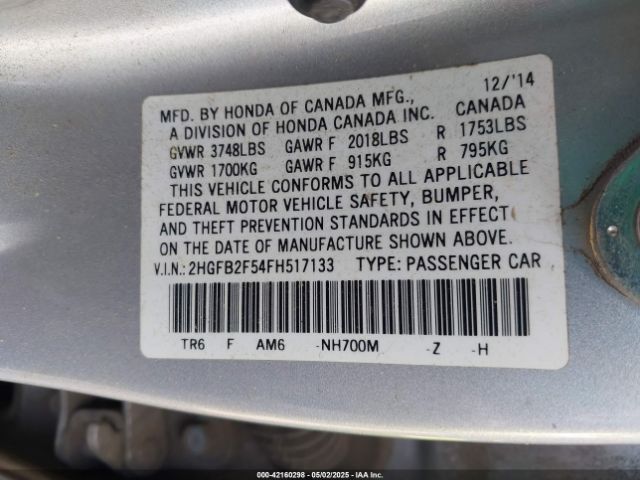 12/'14
MFD. BY HONDA OF CANADA MFG.,
A DIVISION OF HONDA CANADA INC. CANADA
GVWR 3748LBS GAWR F 2018LBS R 1753LBS
GVWR 1700KG GAWR F 915KG R 795KG
THIS VEHICLE CONFORMS TO ALL APPLICABLE
FEDERAL MOTOR VEHICLE SAFETY, BUMPER,
AND THEFT PREVENTION STANDARDS IN EFFECT
ON THE DATE OF MANUFACTURE SHOWN ABOVE.
V.I.N.: 2HGFB2F54FH517133 TYPE: PASSENGER CAR
TR6 F AM6 -NH700M -Z -H
000-42160298 - 05/02/2025 - IAA Inc.